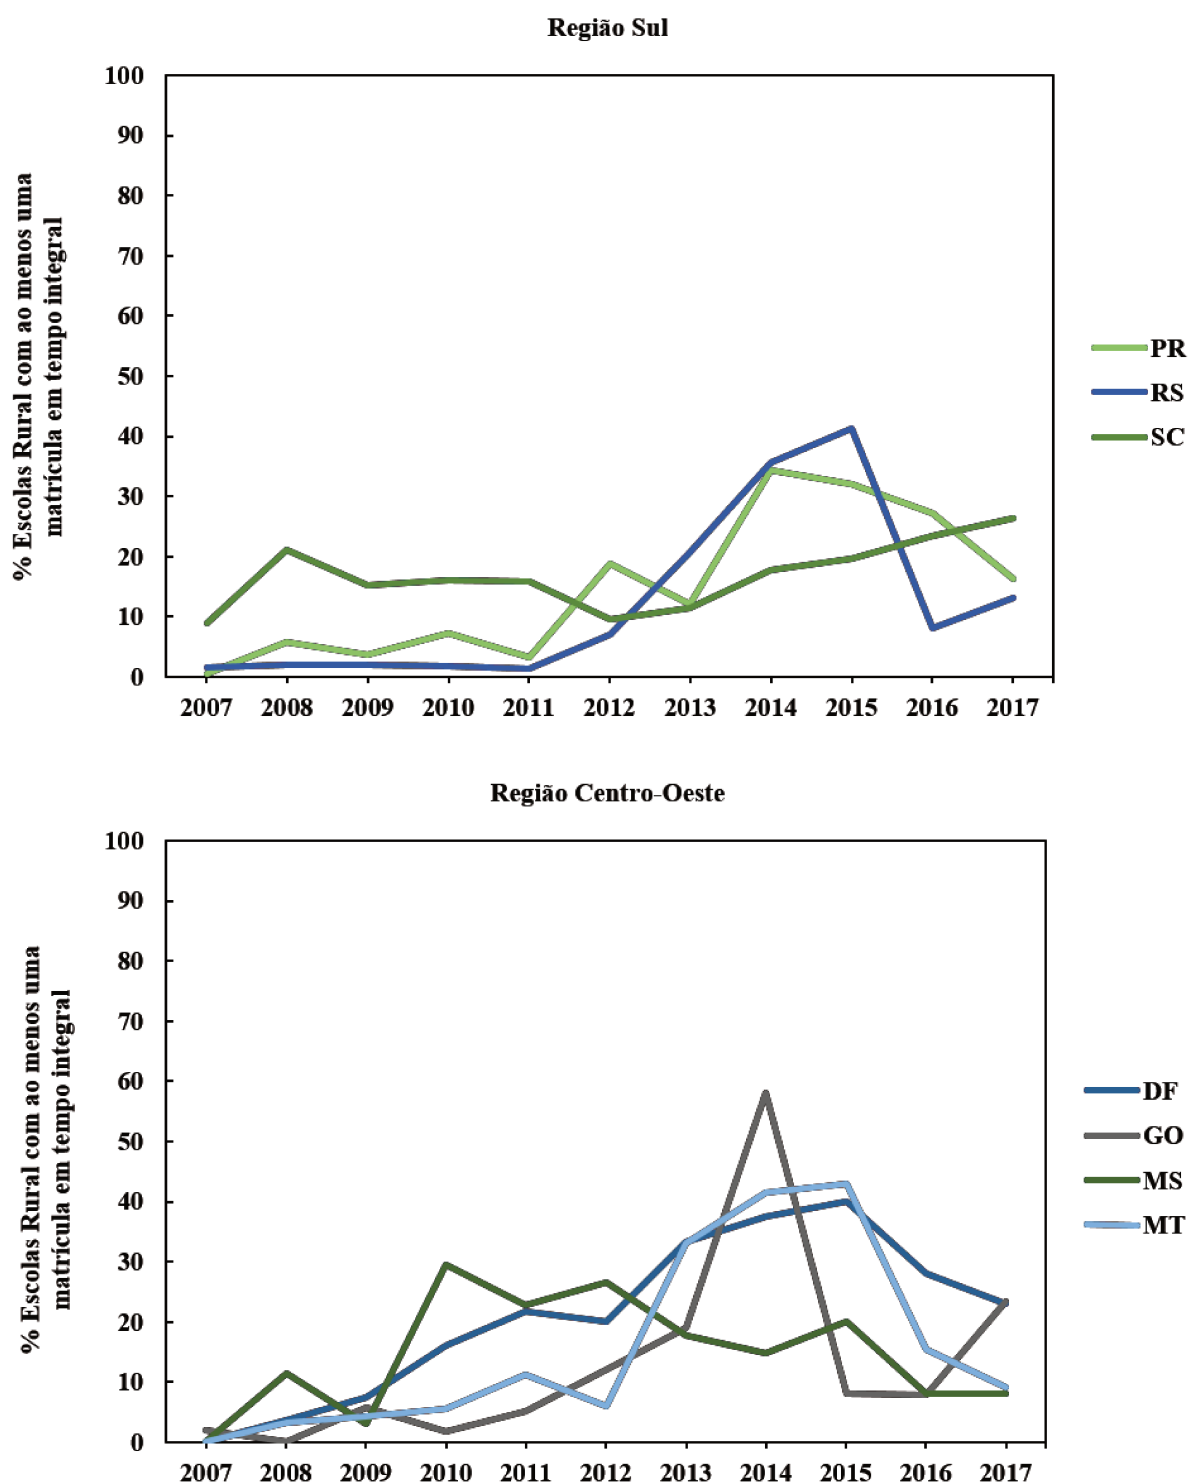 Região Sul
% Escolas Rural com ao menos uma
matrícula em tempo integral
100
90
80
70
60
50
40
30
20
10
0
2007 2008 2009 2010 2011 2012 2013 2014 2015 2016 2017
PR
RS
SC
Região Centro-Oeste
% Escolas Rural com ao menos uma
matrícula em tempo integral
100
90
80
70
60
50
40
30
20
10
0
2007 2008 2009 2010 2011 2012 2013 2014 2015 2016 2017
DF
GO
MS
MT